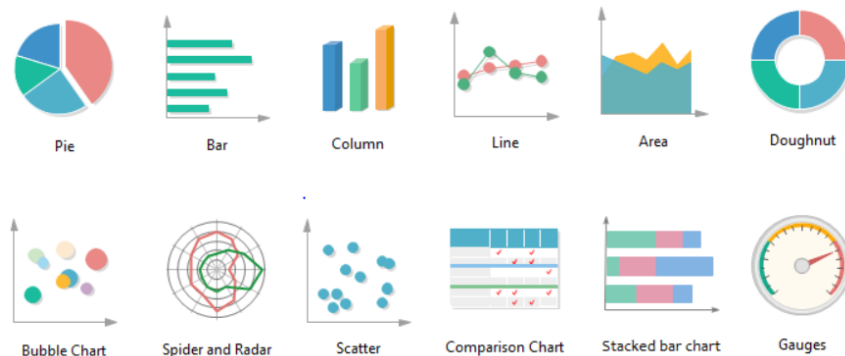 Pie
Bar
Column
Line
Area
Doughnut
Bubble Chart
Spider and Radar
Scatter
Comparison Chart
Stacked bar chart
Gauges